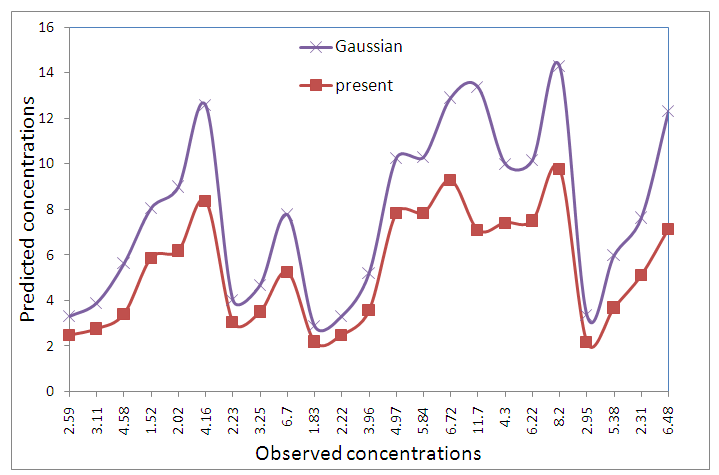 16
14
12
10
8
6
4
2
0
Predicted concentrations
Gaussian
present
2.59 3.11 4.58 1.52 2.02 4.16 2.23 3.25 6.7 1.83 2.22 3.96 4.97 5.84 6.72 11.7 4.3 6.22 8.2 2.95 5.38 2.31 6.48
Observed concentrations